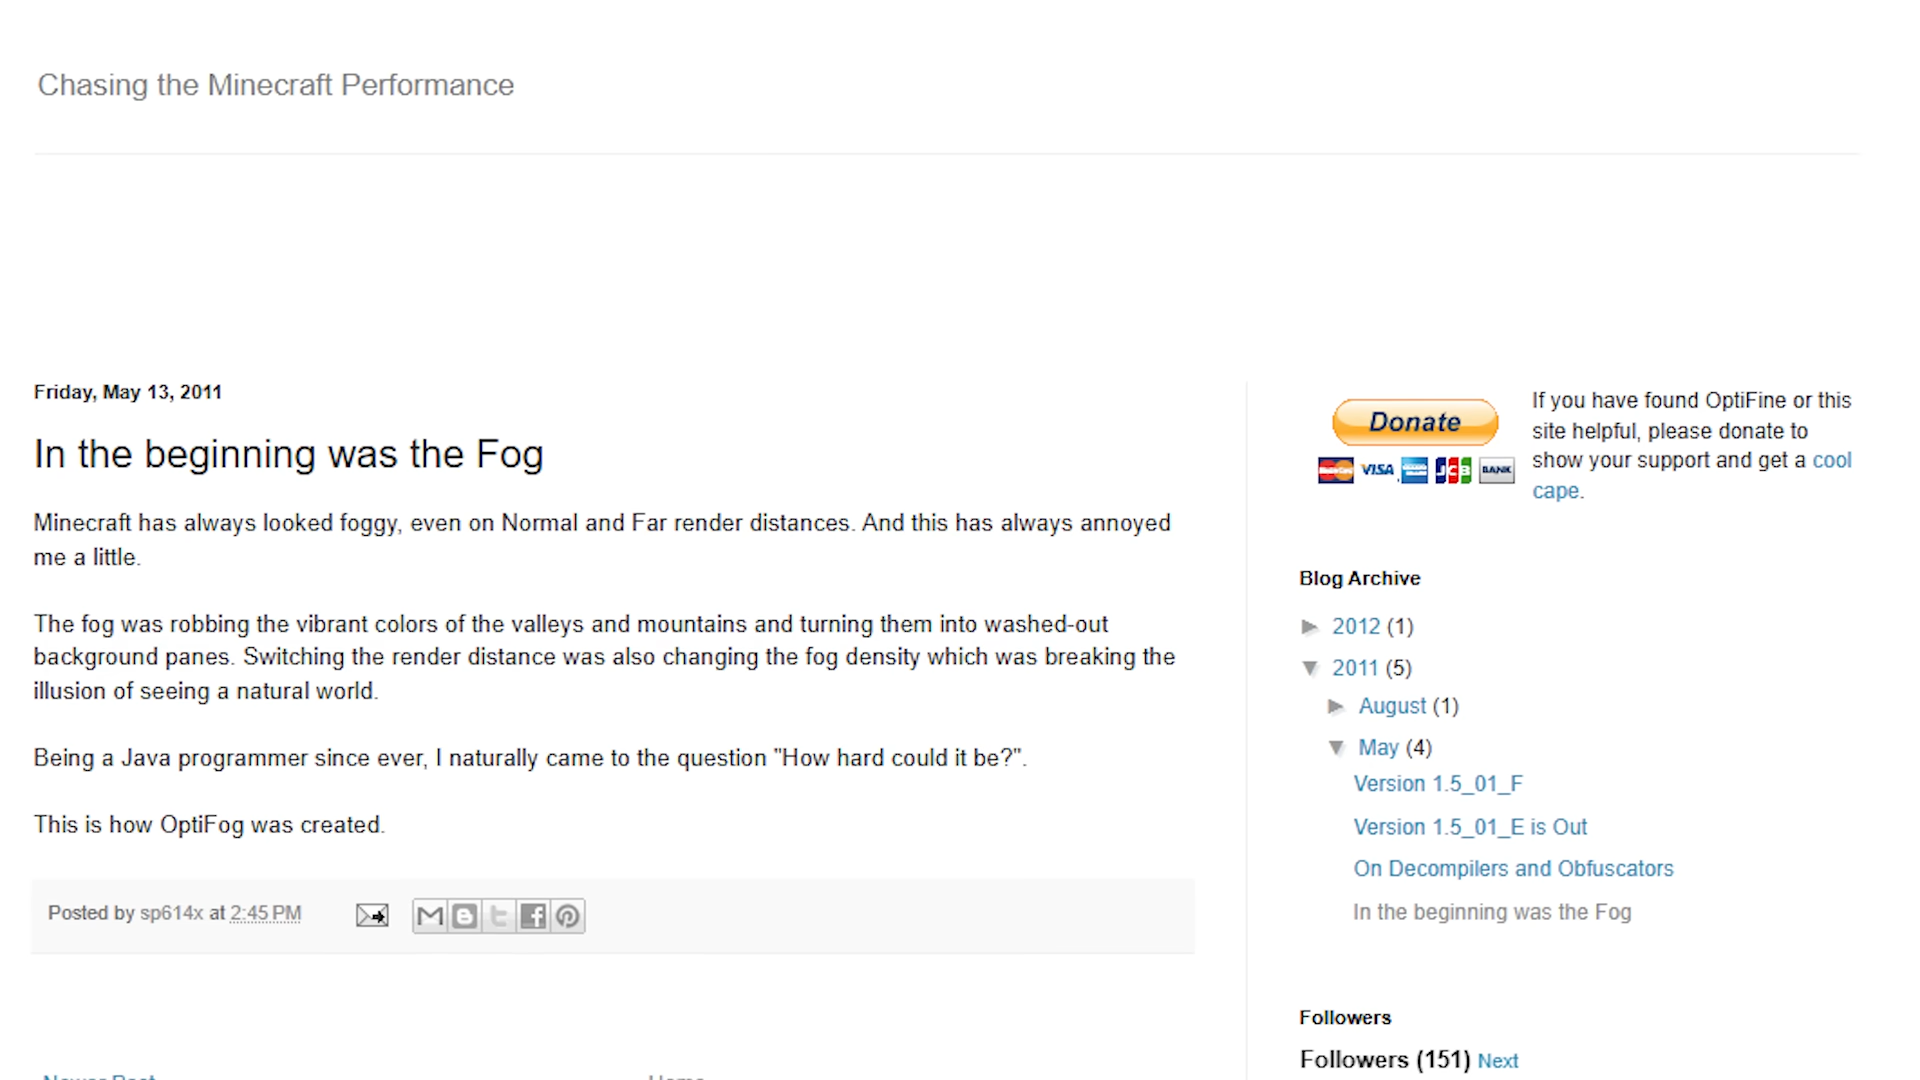 Chasing the Minecraft Performance
Friday, May 13, 2011
In the beginning was the Fog
Minecraft has always looked foggy, even on Normal and Far render distances. And this has always annoyed
me a little.
The fog was robbing the vibrant colors of the valleys and mountains and turning them into washed-out
background panes. Switching the render distance was also changing the fog density which was breaking the
illusion of seeing a natural world.
Being a Java programmer since ever, I naturally came to the question "How hard could it be?".
This is how OptiFog was created.
Posted by sp614x at 2:45 PM
Donate
MasterCard VISA JCB BANK
If you have found OptiFine or this
site helpful, please donate to
show your support and get a cool
cape.
Blog Archive
► 2012 (1)
▼ 2011 (5)
► August (1)
▼ May (4)
Version 1.5_01_F
Version 1.5_01_E is Out
On Decompilers and Obfuscators
In the beginning was the Fog
Followers
Followers (151) Next
Newer Post
Home